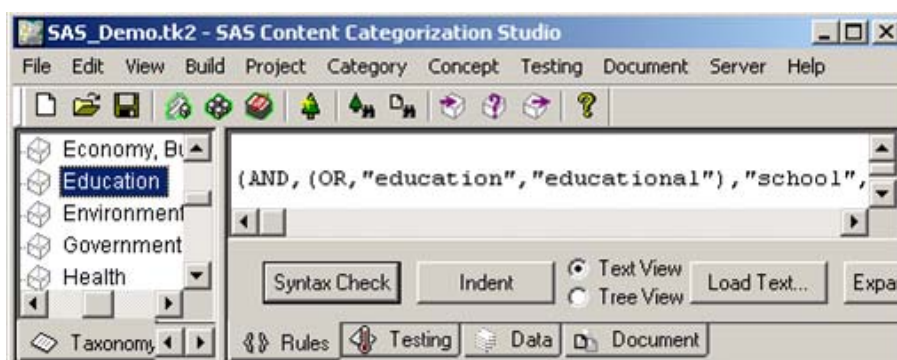 SAS_Demo.tk2 - SAS Content Categorization Studio
File Edit View Build Project Category Concept Testing Document Server Help
Economy, Bu
Education
Environment
Government
Health
(AND,(OR,"education","educational"),"school",
Syntax Check Indent Text View Tree View Load Text... Expa
Taxonomy Rules Testing Data Document